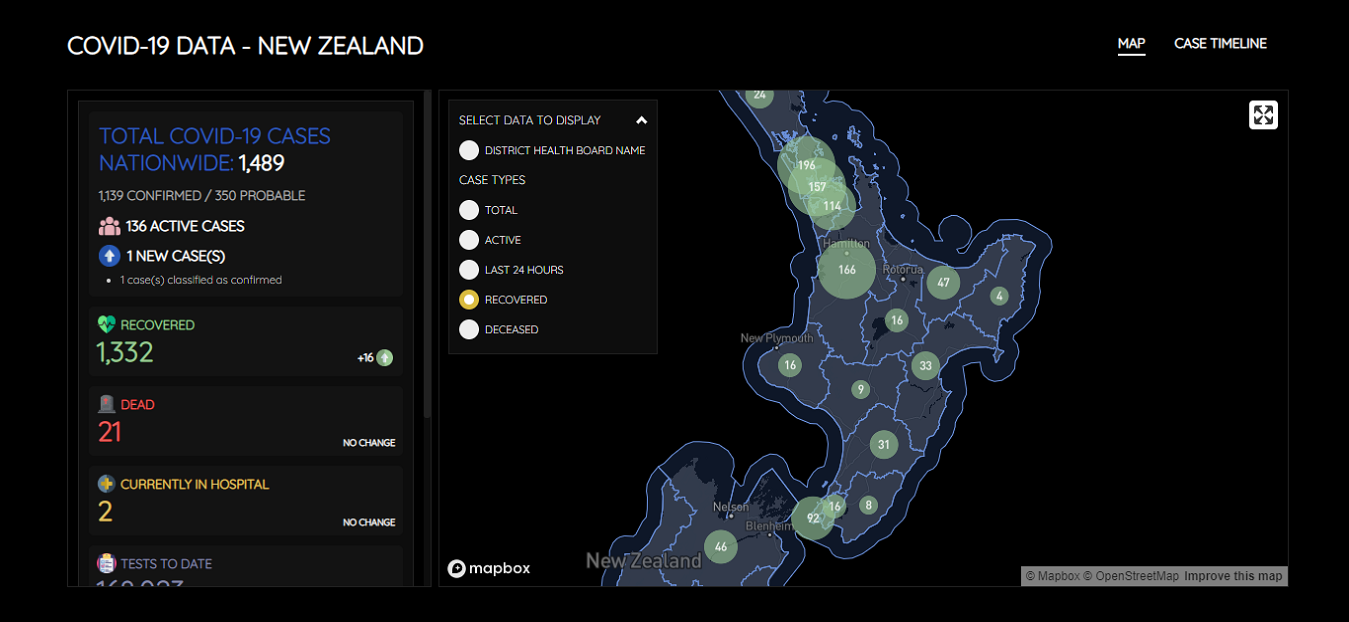 COVID-19 DATA - NEW ZEALAND
MAP
CASE TIMELINE
TOTAL COVID-19 CASES
NATIONWIDE: 1,489
1,139 CONFIRMED / 350 PROBABLE
136 ACTIVE CASES
1 NEW CASE(S)
1 case(s) classified as confirmed
RECOVERED
1,332
+16
DEAD
21
NO CHANGE
CURRENTLY IN HOSPITAL
2
NO CHANGE
TESTS TO DATE
SELECT DATA TO DISPLAY
DISTRICT HEALTH BOARD NAME
CASE TYPES
TOTAL
ACTIVE
LAST 24 HOURS
RECOVERED
DECEASED
24
196
157
114
Hamilton
166
Rotorua
47
4
16
New Plymouth
16
33
9
31
Nelson
92
16
8
Blenheim
46
New Zealand
mapbox
© Mapbox © OpenStreetMap Improve this map